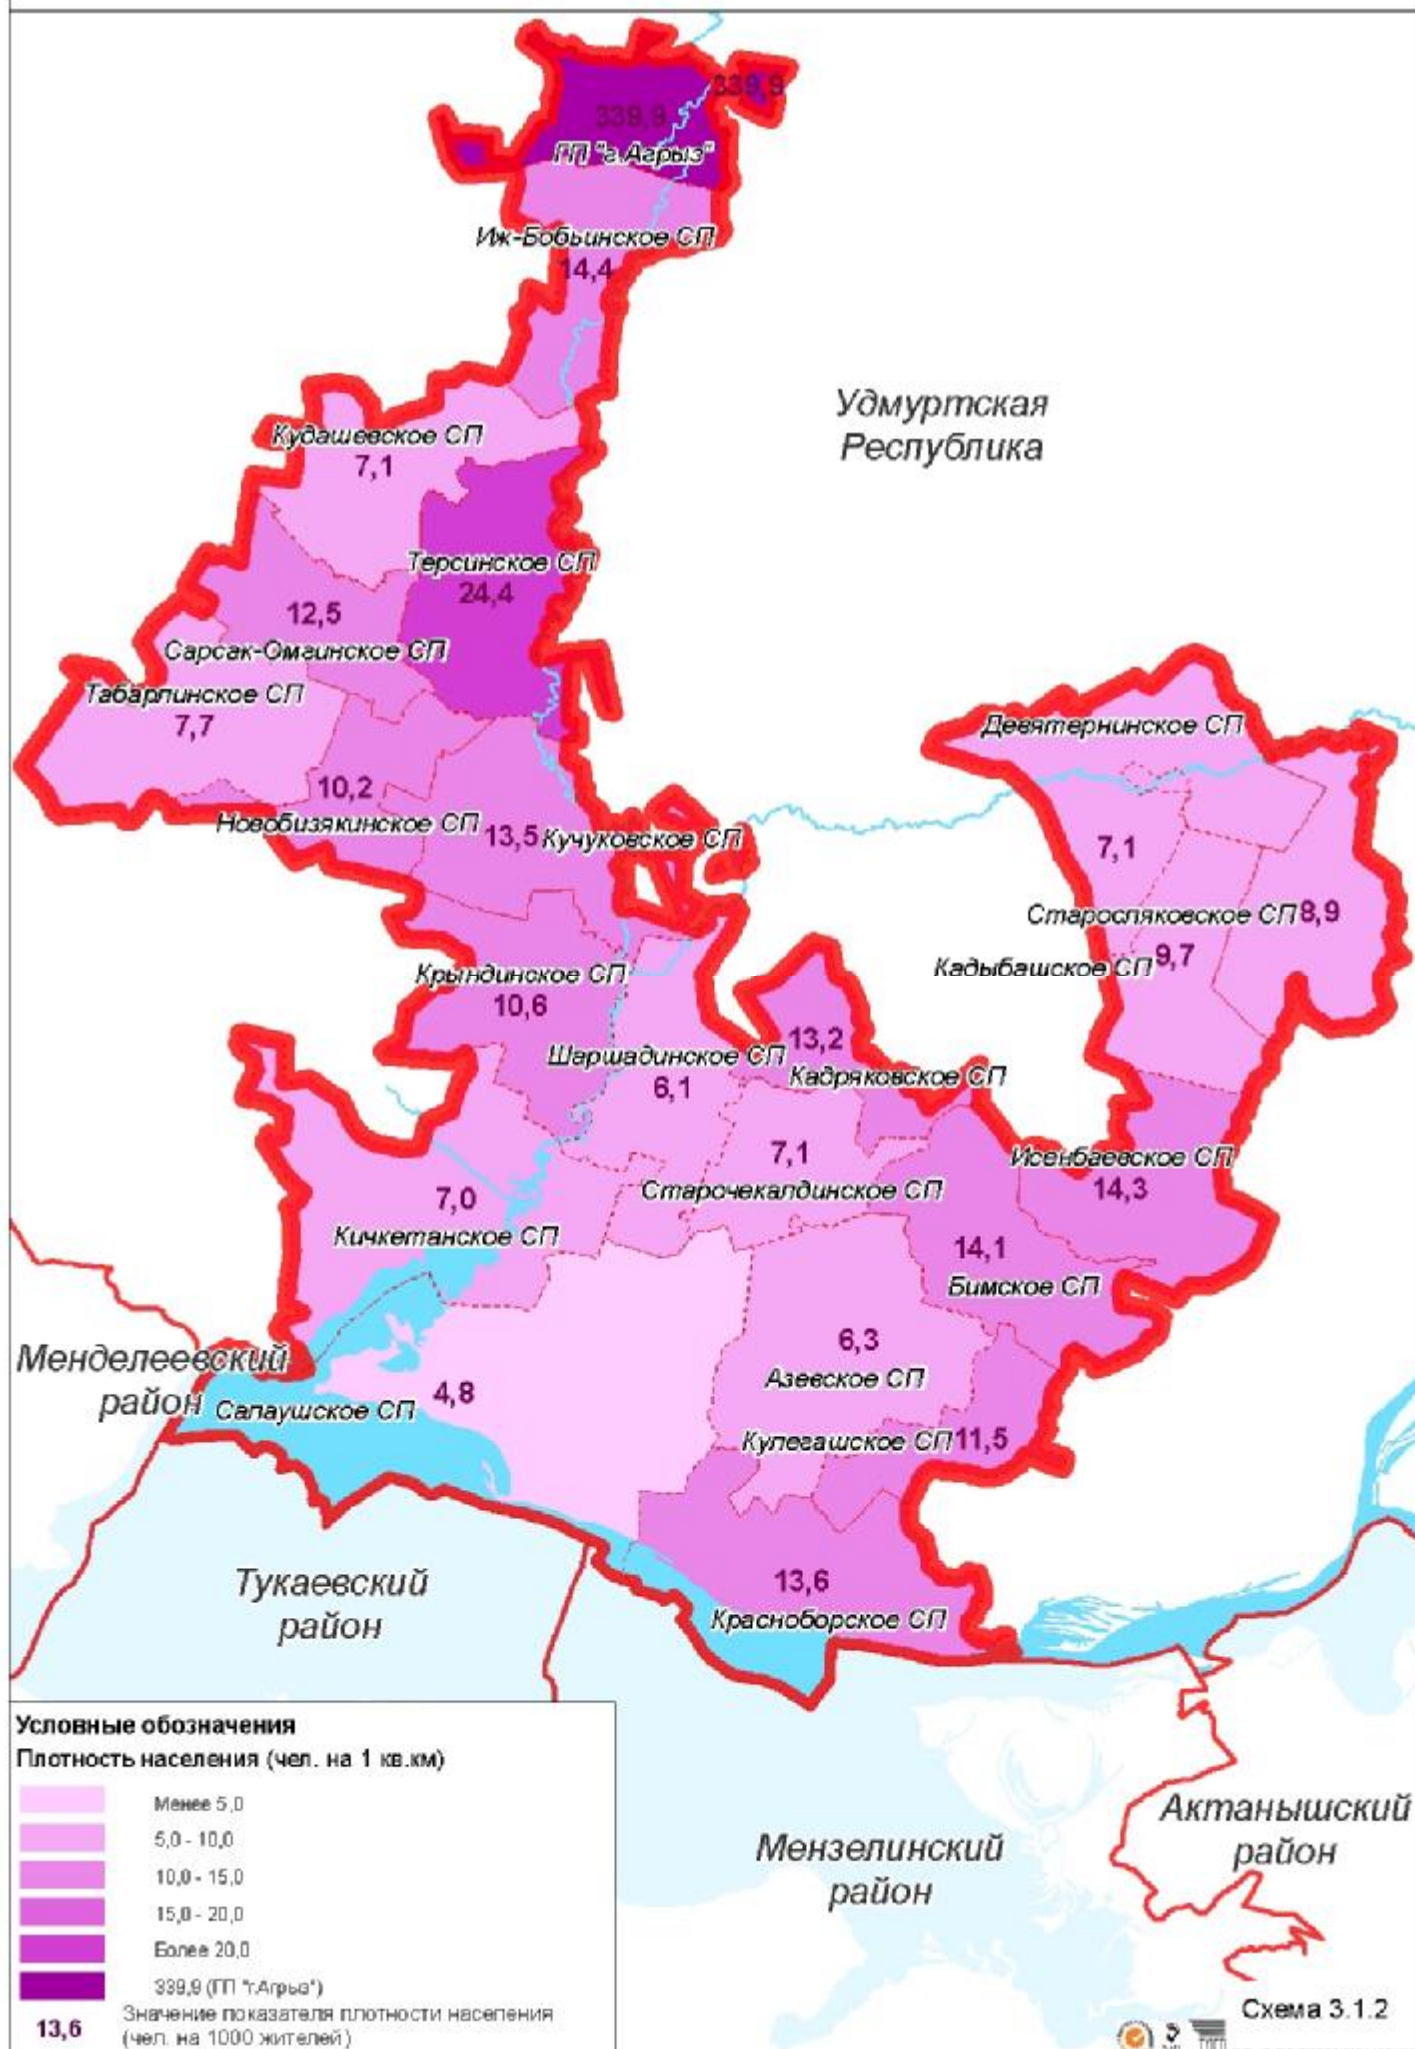 339,9
339,9
ГП "г.Агрыз"
Иж-Бобьинское СП
14,4
Удмуртская
Республика
Кудашевское СП
7,1
Терсинское СП
24,4
12,5
Сарсак-Омгинское СП
Табарлинское СП
7,7
Девятернинское СП
10,2
Новобизякинское СП
13,5
Кучуковское СП
7,1
Старосляковское СП
8,9
Кадыбашское СП
9,7
Крындинское СП
10,6
13,2
Шаршадинское СП
Кадряковское СП
6,1
7,1
Исенбаевское СП
14,3
Старочекалдинское СП
7,0
Кичкетанское СП
14,1
Бимское СП
Менделеевский
район
6,3
Азевское СП
4,8
Салаушское СП
Кулегашское СП
11,5
Тукаевский
район
13,6
Красноборское СП
Условные обозначения
Плотность населения (чел. на 1 кв.км)
Менее 5,0
5,0 - 10,0
10,0 - 15,0
15,0 - 20,0
Более 20,0
339,9 (ГП "г.Агрыз")
13,6
Значение показателя плотности населения
(чел. на 1000 жителей)
Мензелинский
район
Актанышский
район
Схема 3.1.2